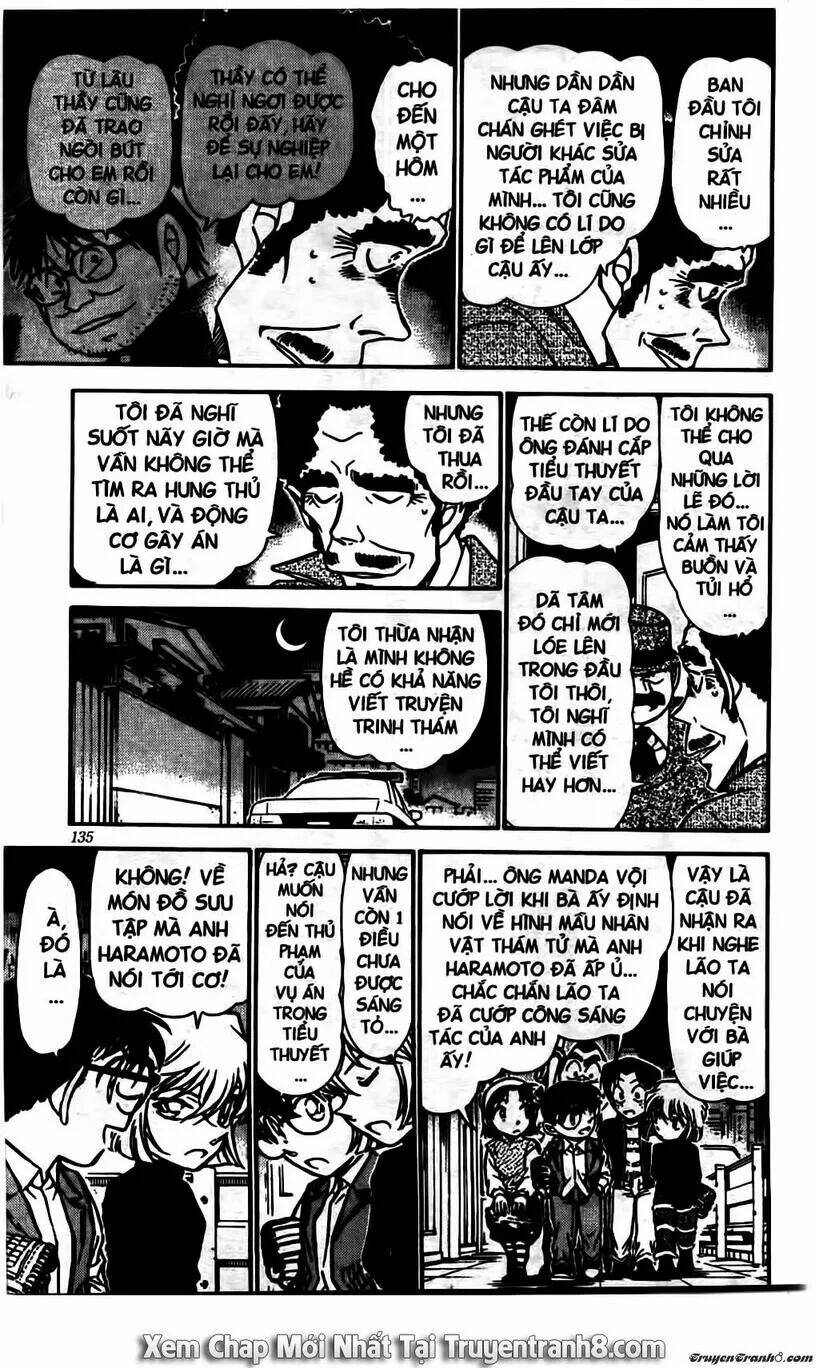 BAN
ĐẦU TÔI
CHỈNH
SỬA
RẤT
NHIỀU
...
NHƯNG DẦN DẦN
CẬU TA ĐÂM
CHÁN GHÉT VIỆC BỊ
NGƯỜI KHÁC SỬA
TÁC PHẨM CỦA
MÌNH... TÔI CŨNG
KHÔNG CÓ LÍ DO
GÌ ĐỂ LÊN LỚP
CẬU ẤY...
CHO
ĐẾN
MỘT
HÔM
...
THẦY CÓ THỂ
NGHỈ NGƠI ĐƯỢC
RỒI ĐẤY, HÃY
ĐỂ SỰ NGHIỆP
LẠI CHO EM!
TỪ LÂU
THẦY CŨNG
ĐÃ TRAO
NGÒI BÚT
CHO EM RỒI
CÒN GÌ...
TÔI KHÔNG
THỂ CHO
QUA
NHỮNG LỜI
LẼ ĐÓ...
NÓ LÀM TÔI
CẢM THẤY
BUỒN VÀ
TỦI HỔ
...
THẾ CÒN LÍ DO
ÔNG ĐÁNH CẮP
TIỂU THUYẾT
ĐẦU TAY CỦA
CẬU TA...
DÃ TÂM
ĐÓ CHỈ MỚI
LÓE LÊN
TRONG ĐẦU
TÔI THÔI,
TÔI NGHĨ
MÌNH CÓ
THỂ VIẾT
HAY HƠN...
NHƯNG
TÔI ĐÃ
THUA
RỒI...
TÔI ĐÃ NGHĨ
SUỐT NÃY GIỜ MÀ
VẪN KHÔNG THỂ
TÌM RA HUNG THỦ
LÀ AI, VÀ ĐỘNG
CƠ GÂY ÁN
LÀ GÌ...
TÔI THỪA NHẬN
LÀ MÌNH KHÔNG
HỀ CÓ KHẢ NĂNG
VIẾT TRUYỆN
TRINH THÁM
...
135
VẬY LÀ
CẬU ĐÃ
NHẬN RA
KHI NGHE
LÃO TA
NÓI
CHUYỆN
VỚI BÀ
GIÚP
VIỆC...
PHẢI... ÔNG MANDA VỘI
CƯỚP LỜI KHI BÀ ẤY ĐỊNH
NÓI VỀ HÌNH MẪU NHÂN
VẬT THÁM TỬ MÀ ANH
HARAMOTO ĐÃ ẤP Ủ...
CHẮC CHẮN LÃO TA
ĐÃ CƯỚP CÔNG SÁNG
TÁC CỦA ANH
ẤY!
NHƯNG
VẪN
CÒN 1
ĐIỀU
CHƯA
ĐƯỢC
SÁNG
TỎ...
HẢ? CẬU
MUỐN
NÓI
ĐẾN THỦ
PHẠM
CỦA
VỤ ÁN
TRONG
TIỂU
THUYẾT
...
KHÔNG! VỀ
MÓN ĐỒ SƯU
TẬP MÀ ANH
HARAMOTO ĐÃ
NÓI TỚI CƠ!
À,
ĐÓ
LÀ
...
Xem Chap Mới Nhất Tại Truyentranh8.com
TruyenTranh8.com